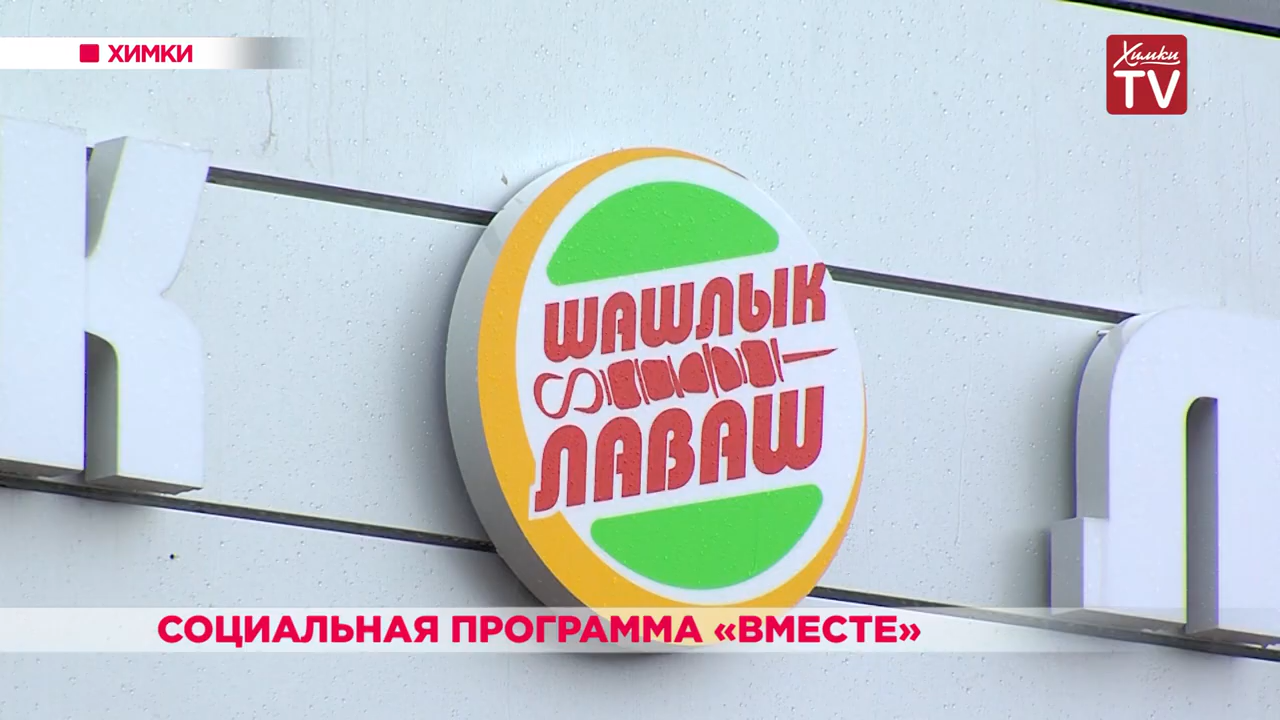 ХИМКИ
Химки
TV
К
ШАШЛЫК
ЛАВАШ
Л
СОЦИАЛЬНАЯ ПРОГРАММА «ВМЕСТЕ»